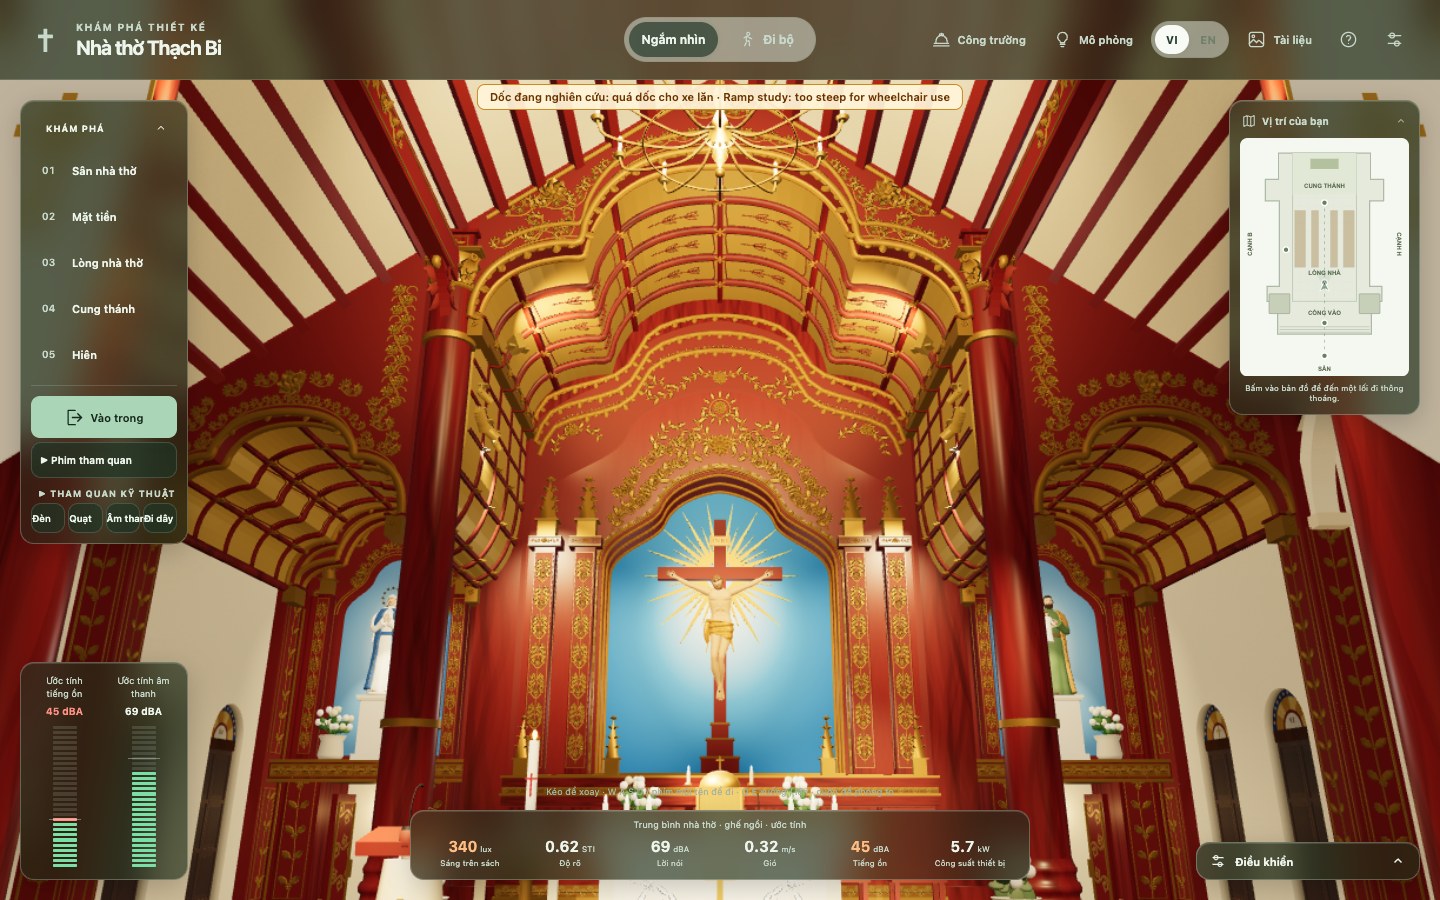 KHÁM PHÁ THIẾT KẾ
Nhà thờ Thạch Bi
Ngắm nhìn
Đi bộ
Công trường
Mô phỏng
VI
EN
Tài liệu
Dốc đang nghiên cứu: quá dốc cho xe lăn · Ramp study: too steep for wheelchair use
KHÁM PHÁ
01 Sân nhà thờ
02 Mặt tiền
03 Lòng nhà thờ
04 Cung thánh
05 Hiên
Vào trong
Phim tham quan
THAM QUAN KỸ THUẬT
Đèn
Quạt
Âm than
Đi dây
Vị trí của bạn
CUNG THÁNH
CẠNH B
CẠNH H
LÒNG NHÀ
CỔNG VÀO
SÂN
Bấm vào bản đồ để đến một lối đi thông
thoáng.
Ước tính
tiếng ồn
45 dBA
Ước tính âm
thanh
69 dBA
Kéo để xoay
Trung bình nhà thờ · ghế ngồi · ước tính
340 lux
Sáng trên sách
0.62 STI
Độ rõ
69 dBA
Lời nói
0.32 m/s
Gió
45 dBA
Tiếng ồn
5.7 kW
Công suất thiết bị
Điều khiển